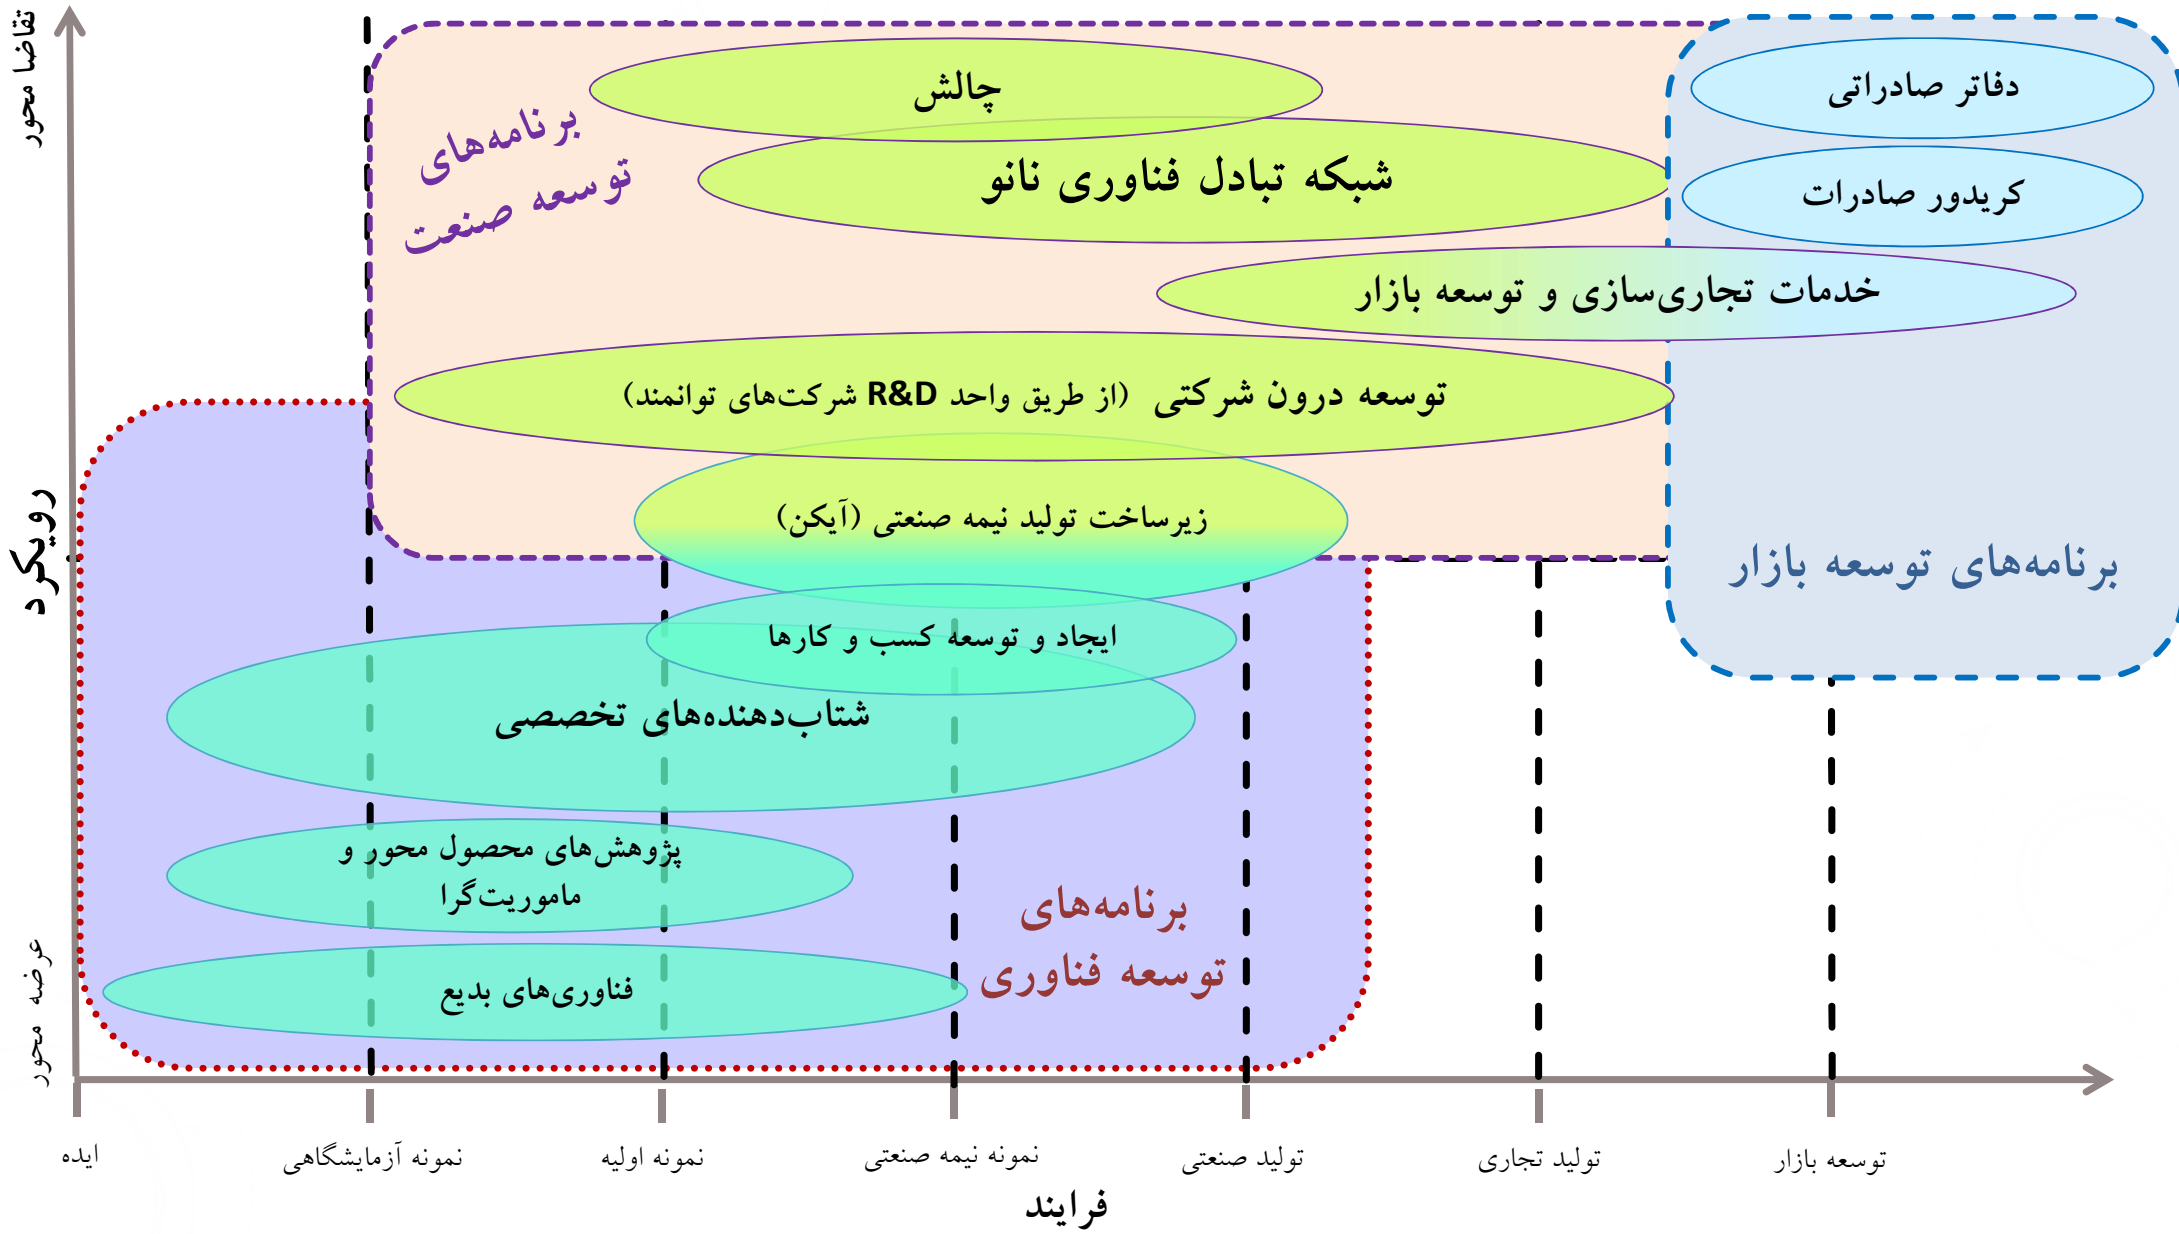 تقاضا محور
رویکرد
عرضه محور
چالش
دفاتر صادراتی
برنامه‌های
توسعه صنعت
شبکه تبادل فناوری نانو
کریدور صادرات
خدمات تجاری‌سازی و توسعه بازار
توسعه درون شرکتی (از طریق واحد R&D شرکت‌های توانمند)
زیرساخت تولید نیمه صنعتی (آیکن)
برنامه‌های توسعه بازار
ایجاد و توسعه کسب و کارها
شتاب‌دهنده‌های تخصصی
پژوهش‌های محصول محور و
ماموریت‌گرا
برنامه‌های
توسعه فناوری
فناوری‌های بدیع
ایده
نمونه آزمایشگاهی
نمونه اولیه
نمونه نیمه صنعتی
تولید صنعتی
تولید تجاری
توسعه بازار
فرایند